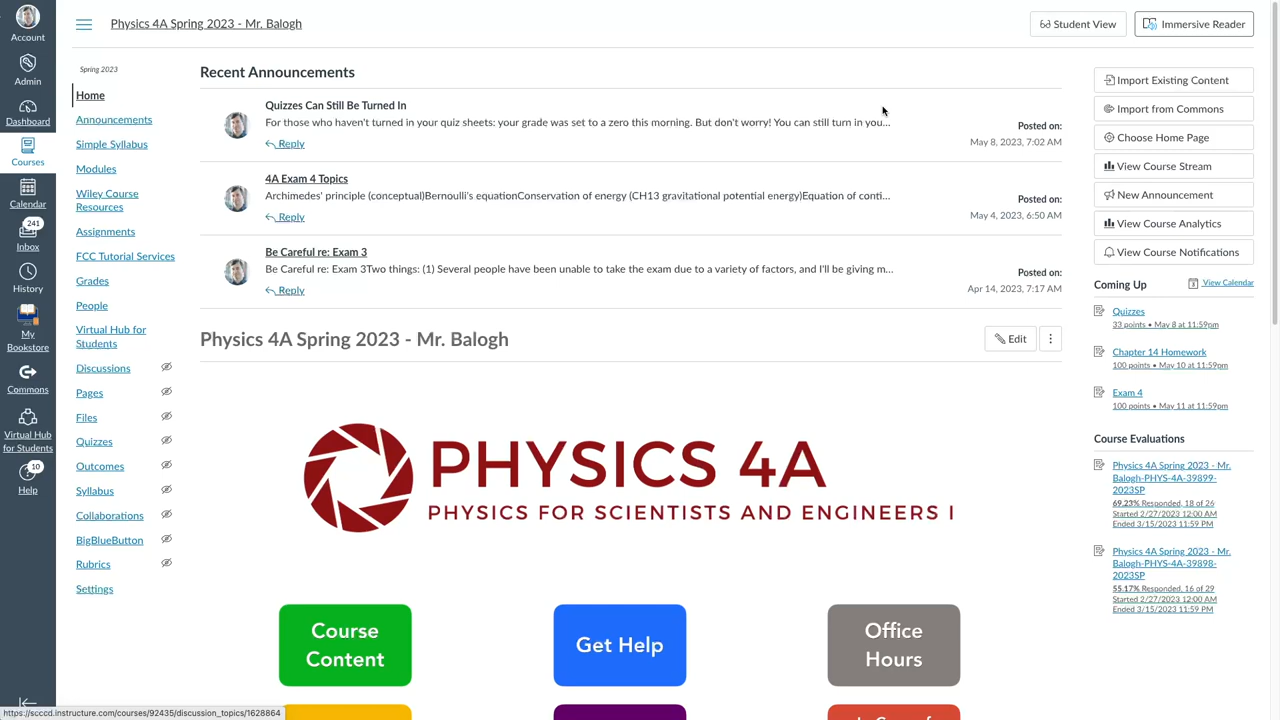 Account
Admin
Dashboard
Courses
Calendar
241
Inbox
History
My
Bookstore
Commons
Virtual Hub
for Students
10
Help
Physics 4A Spring 2023 - Mr. Balogh
Student View
Immersive Reader
Spring 2023
Home
Announcements
Simple Syllabus
Modules
Wiley Course
Resources
Assignments
FCC Tutorial Services
Grades
People
Virtual Hub for
Students
Discussions
Pages
Files
Quizzes
Outcomes
Syllabus
Collaborations
BigBlueButton
Rubrics
Settings
Recent Announcements
Quizzes Can Still Be Turned In
For those who haven't turned in your quiz sheets: your grade was set to a zero this morning. But don't worry! You can still turn in you...
Reply
Posted on:
May 8, 2023, 7:02 AM
4A Exam 4 Topics
Archimedes' principle (conceptual)Bernoulli's equationConservation of energy (CH13 gravitational potential energy)Equation of conti...
Reply
Posted on:
May 4, 2023, 6:50 AM
Be Careful re: Exam 3
Be Careful re: Exam 3Two things: (1) Several people have been unable to take the exam due to a variety of factors, and I'll be giving m...
Reply
Posted on:
Apr 14, 2023, 7:17 AM
Physics 4A Spring 2023 - Mr. Balogh
Edit
PHYSICS 4A
PHYSICS FOR SCIENTISTS AND ENGINEERS I
Course
Content
Get Help
Office
Hours
Import Existing Content
Import from Commons
Choose Home Page
View Course Stream
New Announcement
View Course Analytics
View Course Notifications
Coming Up
View Calendar
Quizzes
33 points • May 8 at 11:59pm
Chapter 14 Homework
100 points • May 10 at 11:59pm
Exam 4
100 points • May 11 at 11:59pm
Course Evaluations
Physics 4A Spring 2023 - Mr.
Balogh-PHYS-4A-39899-
2023SP
69.23% Responded, 18 of 26
Started 2/27/2023 12:00 AM
Ended 3/15/2023 11:59 PM
Physics 4A Spring 2023 - Mr.
Balogh-PHYS-4A-39898-
2023SP
55.17% Responded, 16 of 29
Started 2/27/2023 12:00 AM
Ended 3/15/2023 11:59 PM
https://scccd.instructure.com/courses/92435/discussion_topics/1628864